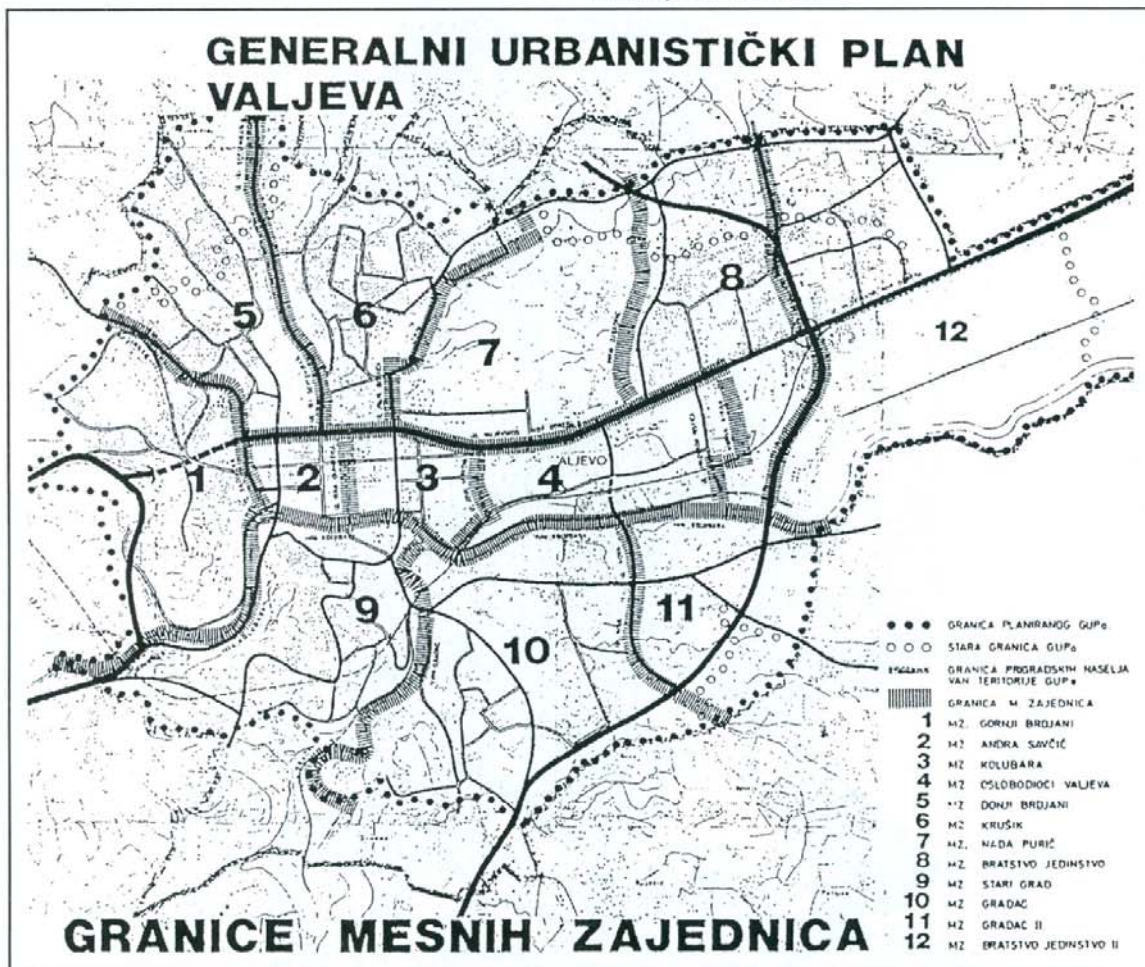 GENERALNI URBANISTIČKI PLAN
VALJEVA
5
6
7
8
12
1
2
3
4
ALJEVO
9
10
11
GRANICA PLANIRANOG GUPa
STARA GRANICA GUPa
GRANICA PRIGRADSKIH NASELJA
VAN TERITORIJE GUPa
GRANICA M. ZAJEDNICA
1 MZ. GORNJI BROJANI
2 MZ ANDRA SAVČIĆ
3 MZ KOLUBARA
4 MZ OSLOBODIOCI VALJEVA
5 MZ DONJI BROJANI
6 MZ KRUŠIK
7 MZ. NADA PURIĆ
8 MZ. BRATSTVO JEDINSTVO
9 MZ STARI GRAD
10 MZ GRADAC
11 MZ GRADAC II
12 MZ BRATSTVO JEDINSTVO II
GRANICE MESNIH ZAJEDNICA